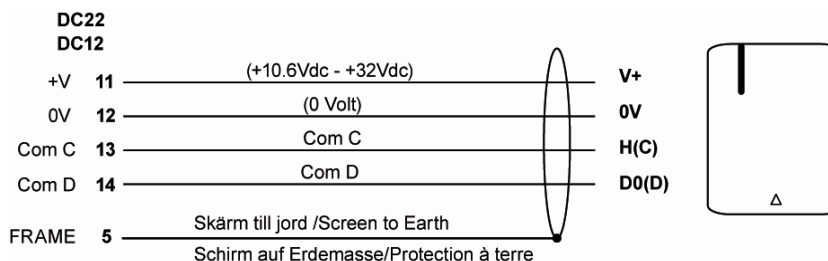 DC22
DC12
+V 11 (+10.6Vdc - +32Vdc) V+
0V 12 (0 Volt) 0V
Com C 13 Com C H(C)
Com D 14 Com D D0(D)
FRAME 5 Skärm till jord /Screen to Earth
Schirm auf Erdemasse/Protection à terre